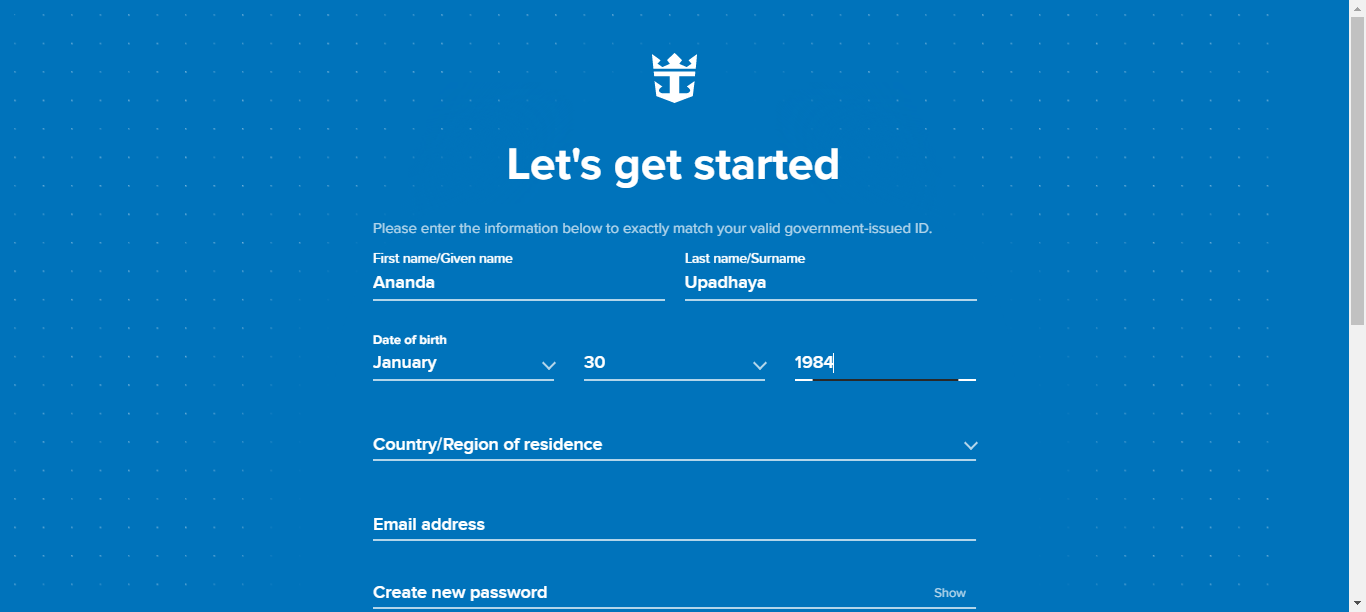 Let's get started
Please enter the information below to exactly match your valid government-issued ID.
First name/Given name Last name/Surname
Ananda Upadhaya
Date of birth
January 30 1984
Country/Region of residence
Email address
Create new password Show